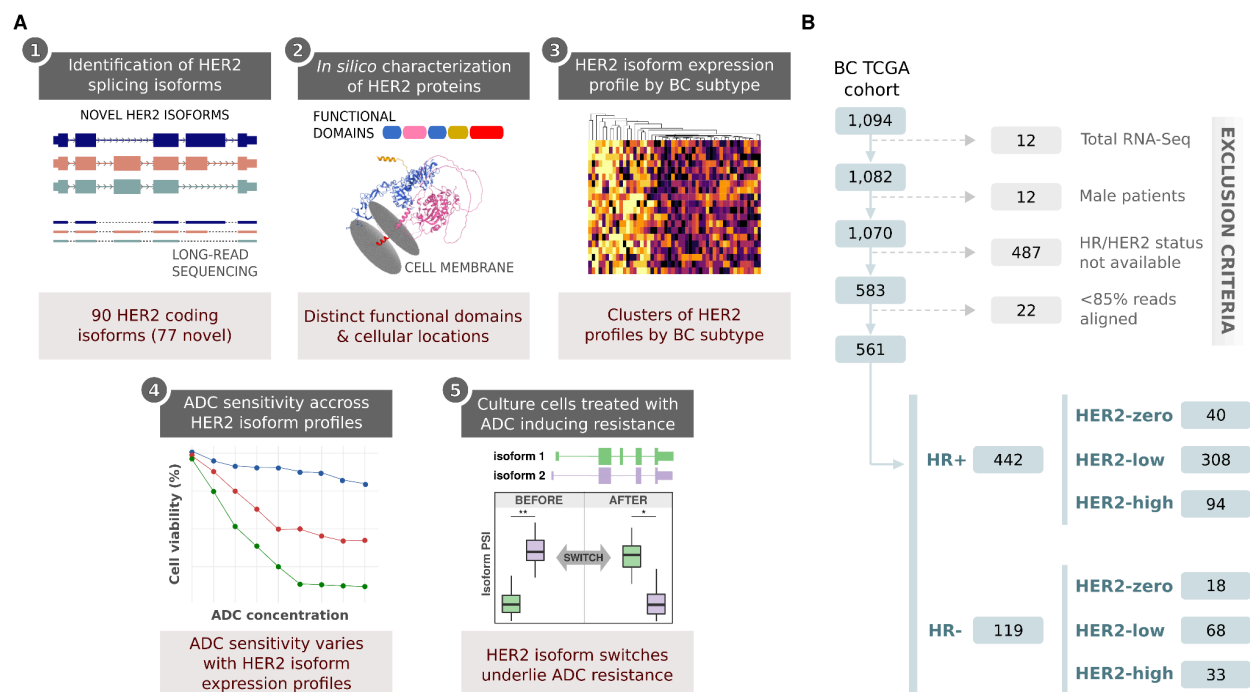 A
1
Identification of HER2
splicing isoforms
NOVEL HER2 ISOFORMS
LONG-READ
SEQUENCING
90 HER2 coding
isoforms (77 novel)
2
In silico characterization
of HER2 proteins
FUNCTIONAL
DOMAINS
CELL MEMBRANE
Distinct functional domains
& cellular locations
3
HER2 isoform expression
profile by BC subtype
Clusters of HER2
profiles by BC subtype
4
ADC sensitivity accross
HER2 isoform profiles
Cell viability (%)
ADC concentration
ADC sensitivity varies
with HER2 isoform
expression profiles
5
Culture cells treated with
ADC inducing resistance
isoform 1
isoform 2
BEFORE
AFTER
**
*
SWITCH
Isoform PSI
HER2 isoform switches
underlie ADC resistance
B
BC TCGA
cohort
1,094
12
Total RNA-Seq
1,082
12
Male patients
1,070
487
HR/HER2 status
not available
583
22
<85% reads
aligned
561
EXCLUSION CRITERIA
HR+
442
HER2-zero
40
HER2-low
308
HER2-high
94
HR-
119
HER2-zero
18
HER2-low
68
HER2-high
33